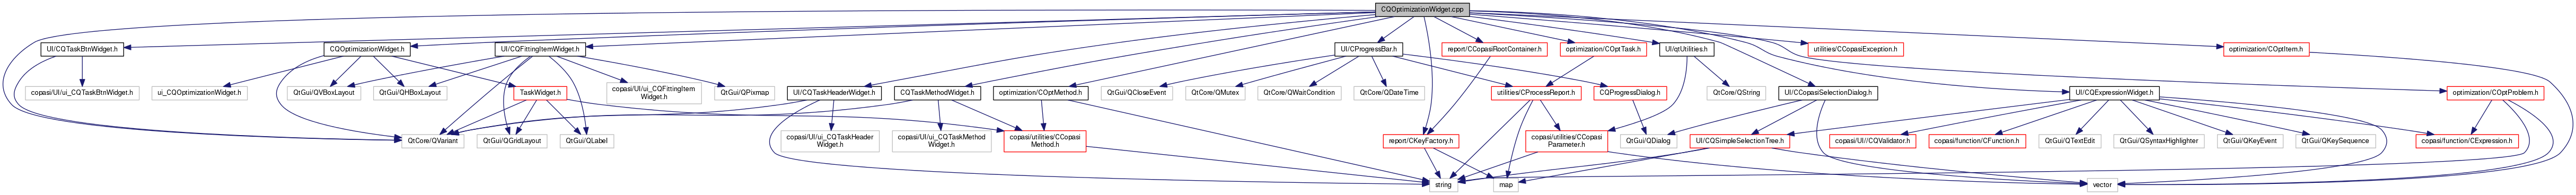 CQOptimizationWidget.cpp
UI/CQTaskBtnWidget.h
CQOptimizationWidget.h
UI/CQFittingItemWidget.h
UI/CProgressBar.h
report/CCopasiRootContainer.h
optimization/COptTask.h
UI/qtUtilities.h
utilities/CCopasiException.h
optimization/COptItem.h
copasi/UI/ui_CQTaskBtnWidget.h
ui_CQOptimizationWidget.h
QtGui/QVBoxLayout
QtGui/QHBoxLayout
TaskWidget.h
copasi/UI/ui_CQFittingItem
Widget.h
QtGui/QPixmap
UI/CQTaskHeaderWidget.h
CQTaskMethodWidget.h
optimization/COptMethod.h
QtGui/QCloseEvent
QtCore/QMutex
QtCore/QWaitCondition
QtCore/QDateTime
utilities/CProcessReport.h
CQProgressDialog.h
QtCore/QString
UI/CCopasiSelectionDialog.h
UI/CQExpressionWidget.h
optimization/COptProblem.h
QtCore/QVariant
QtGui/QGridLayout
QtGui/QLabel
copasi/UI/ui_CQTaskHeader
Widget.h
copasi/UI/ui_CQTaskMethod
Widget.h
copasi/utilities/CCopasi
Method.h
report/CKeyFactory.h
copasi/utilities/CCopasi
Parameter.h
QtGui/QDialog
UI/CQSimpleSelectionTree.h
copasi/UI//CQValidator.h
copasi/function/CFunction.h
QtGui/QTextEdit
QtGui/QSyntaxHighlighter
QtGui/QKeyEvent
QtGui/QKeySequence
copasi/function/CExpression.h
string
map
vector